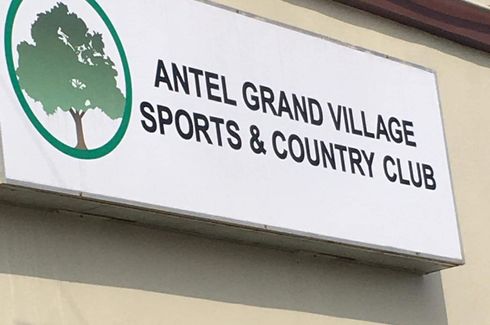 ANTEL GRAND VILLAGE
SPORTS & COUNTRY CLUB